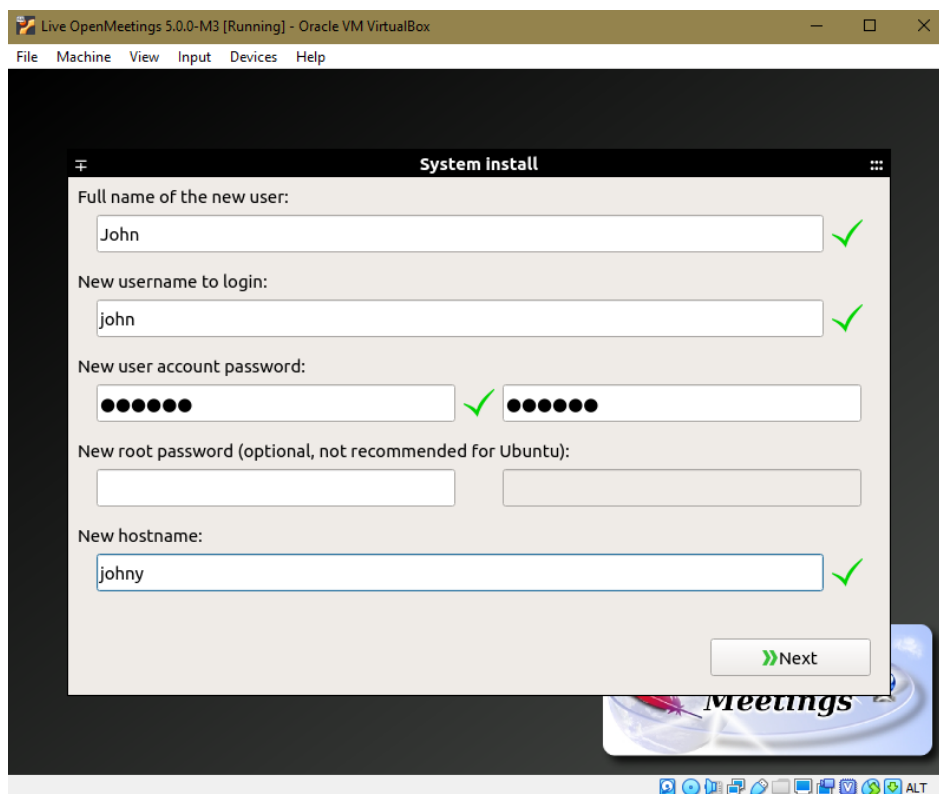 Live OpenMeetings 5.0.0-M3 [Running] - Oracle VM VirtualBox
File Machine View Input Devices Help
System install
Full name of the new user:
John
New username to login:
john
New user account password:
●●●●●● ●●●●●●
New root password (optional, not recommended for Ubuntu):
New hostname:
johny
Next
Meetings
ALT